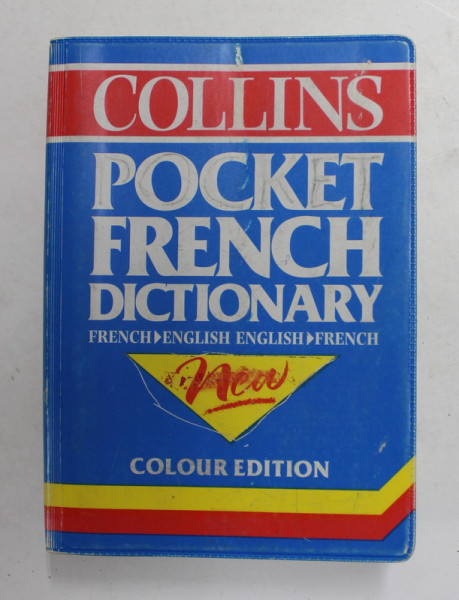 COLLINS
POCKET
FRENCH
DICTIONARY
FRENCH▶ENGLISH ENGLISH▶FRENCH
New
COLOUR EDITION